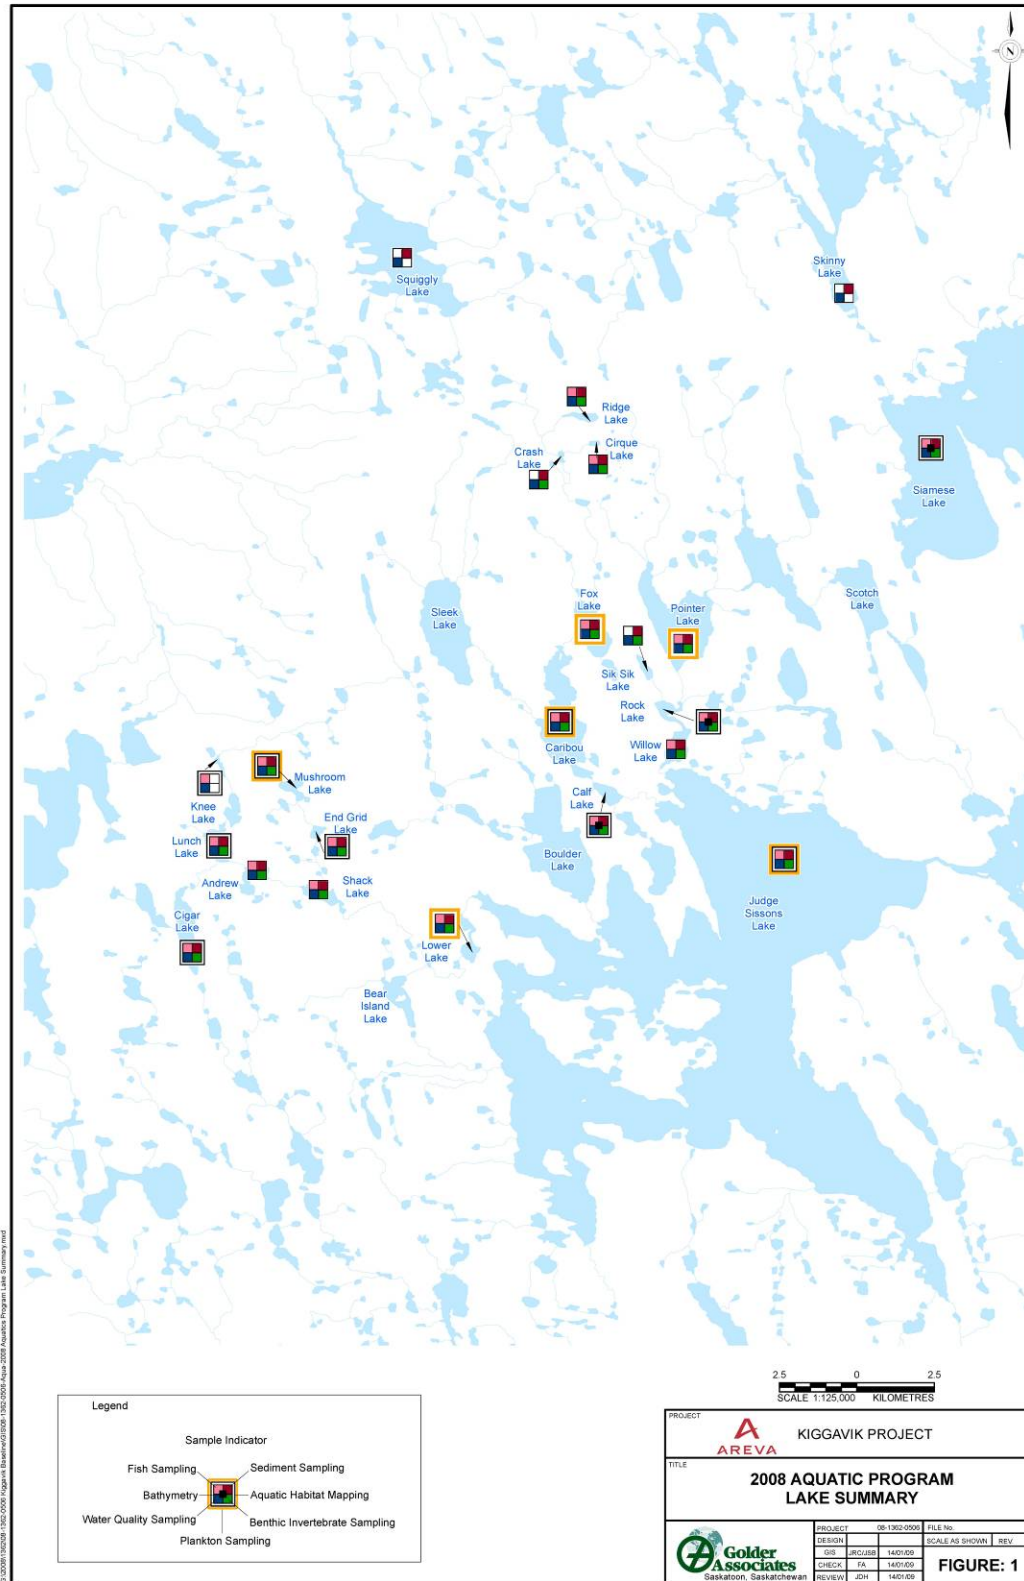 N
Squiggly
Lake
Skinny
Lake
Ridge
Lake
Cirque
Lake
Crash
Lake
Siamese
Lake
Fox
Lake
Pointer
Lake
Scotch
Lake
Sleek
Lake
Sik Sik
Lake
Rock
Lake
Willow
Lake
Caribou
Lake
Mushroom
Lake
Knee
Lake
Calf
Lake
End Grid
Lake
Lunch
Lake
Boulder
Lake
Andrew
Lake
Shack
Lake
Judge
Sissons
Lake
Cigar
Lake
Lower
Lake
Bear
Island
Lake
2.5 0 2.5
SCALE 1:125,000 KILOMETRES
Legend
Sample Indicator
Fish Sampling
Sediment Sampling
Bathymetry
Aquatic Habitat Mapping
Water Quality Sampling
Benthic Invertebrate Sampling
Plankton Sampling
PROJECT
AREVA
KIGGAVIK PROJECT
TITLE
2008 AQUATIC PROGRAM
LAKE SUMMARY
Golder
Associates
Saskatoon, Saskatchewan
PROJECT 08-1362-0506 FILE No.
DESIGN SCALE AS SHOWN REV.
GIS JRC/JSB 14/01/09
CHECK FA 14/01/09
REVIEW JDH 14/01/09
FIGURE: 1